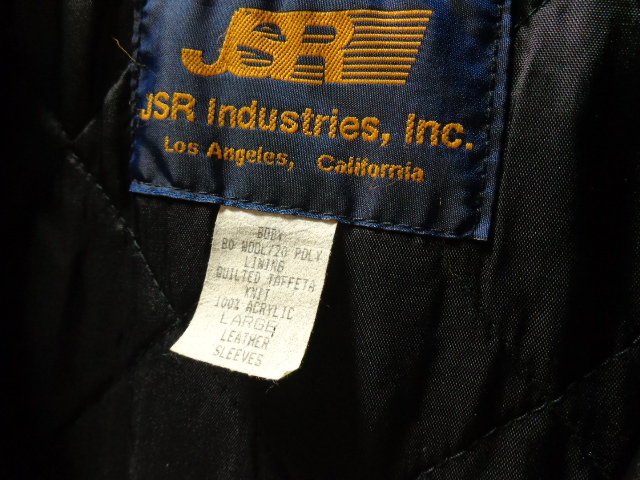 JSR
JSR Industries, Inc.
Los Angeles, California
BODY
80 WOOL/20 POLY
LINING
QUILTED TAFFETA
KNIT
100% ACRYLIC
LARGE
LEATHER
SLEEVES